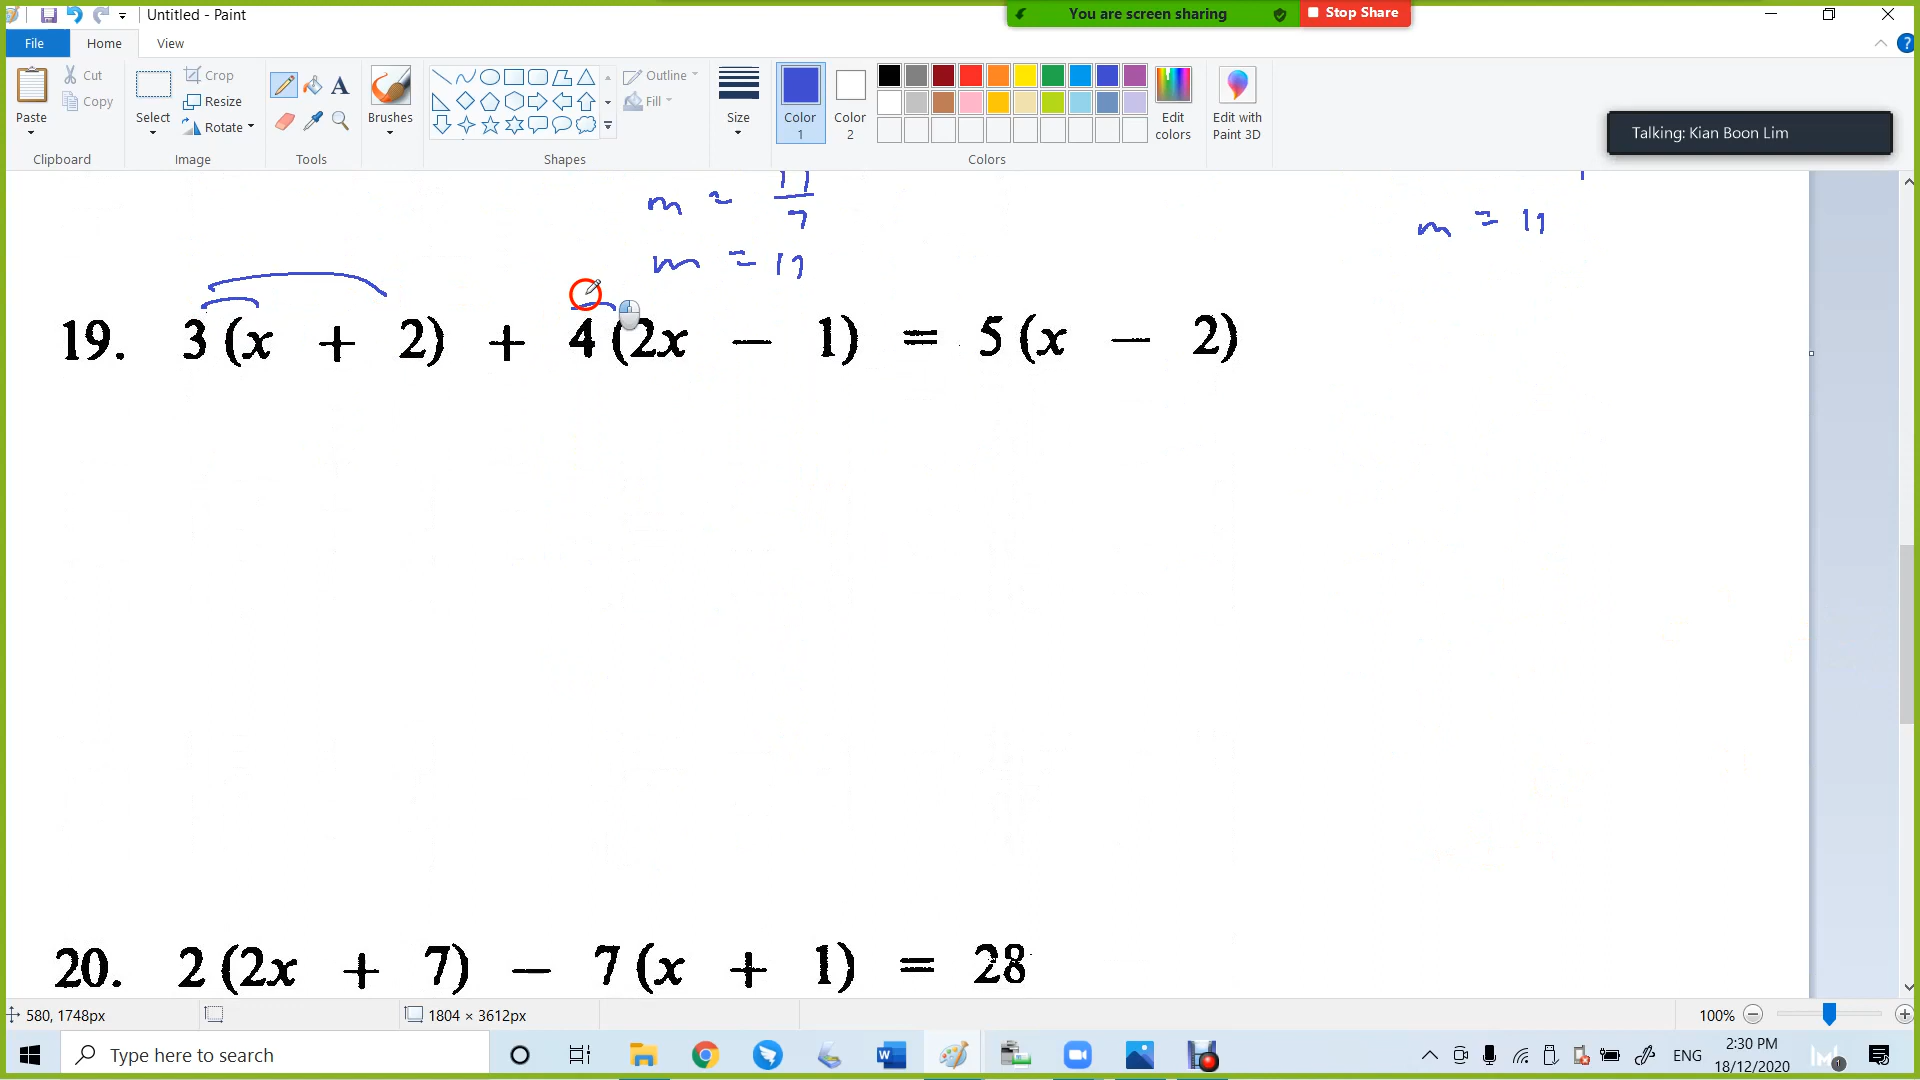 Untitled - Paint
You are screen sharing
Stop Share
File
Home
View
Paste
Cut
Copy
Clipboard
Select
Crop
Resize
Rotate
Image
A
Tools
Brushes
Shapes
Outline
Fill
Size
Color 1
Color 2
Colors
Edit colors
Edit with Paint 3D
?
Talking: Kian Boon Lim
m =
7
m = 11
m = 11
19. 3 (x + 2) + 4 (2x − 1) = 5 (x − 2)
20. 2 (2x + 7) − 7 (x + 1) = 28
580, 1748px
1804 × 3612px
100%
Type here to search
ENG
2:30 PM
18/12/2020
1